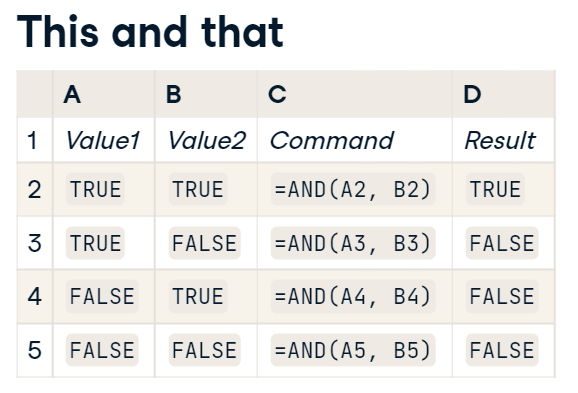 This and that
A B C D
1 Value1 Value2 Command Result
2 TRUE TRUE =AND(A2, B2) TRUE
3 TRUE FALSE =AND(A3, B3) FALSE
4 FALSE TRUE =AND(A4, B4) FALSE
5 FALSE FALSE =AND(A5, B5) FALSE